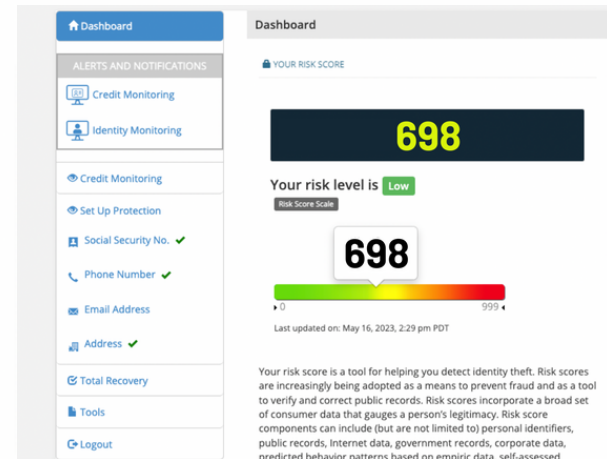 Dashboard
ALERTS AND NOTIFICATIONS
Credit Monitoring
Identity Monitoring
Credit Monitoring
Set Up Protection
Social Security No.
Phone Number
Email Address
Address
Total Recovery
Tools
Logout
Dashboard
YOUR RISK SCORE
698
Your risk level is Low
Risk Score Scale
698
0
999
Last updated on: May 16, 2023, 2:29 pm PDT
Your risk score is a tool for helping you detect identity theft. Risk scores
are increasingly being adopted as a means to prevent fraud and as a tool
to verify and correct public records. Risk scores incorporate a broad set
of consumer data that gauges a person's legitimacy. Risk score
components can include (but are not limited to) personal identifiers,
public records, Internet data, government records, corporate data,
predicted behavior patterns based on empiric data, self-assessed